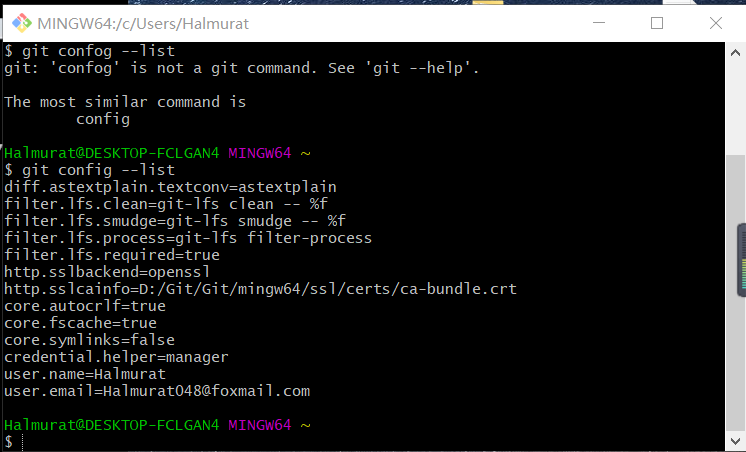 MINGW64:/c/Users/Halmurat
$ git confog --list
git: 'confog' is not a git command. See 'git --help'.
The most similar command is
config
Halmurat@DESKTOP-FCLGAN4 MINGW64 ~
$ git config --list
diff.astextplain.textconv=astextplain
filter.lfs.clean=git-lfs clean -- %f
filter.lfs.smudge=git-lfs smudge -- %f
filter.lfs.process=git-lfs filter-process
filter.lfs.required=true
http.sslbackend=openssl
http.sslcainfo=D:/Git/Git/mingw64/ssl/certs/ca-bundle.crt
core.autocrlf=true
core.fscache=true
core.symlinks=false
credential.helper=manager
user.name=Halmurat
user.email=Halmurat048@foxmail.com
Halmurat@DESKTOP-FCLGAN4 MINGW64 ~
$